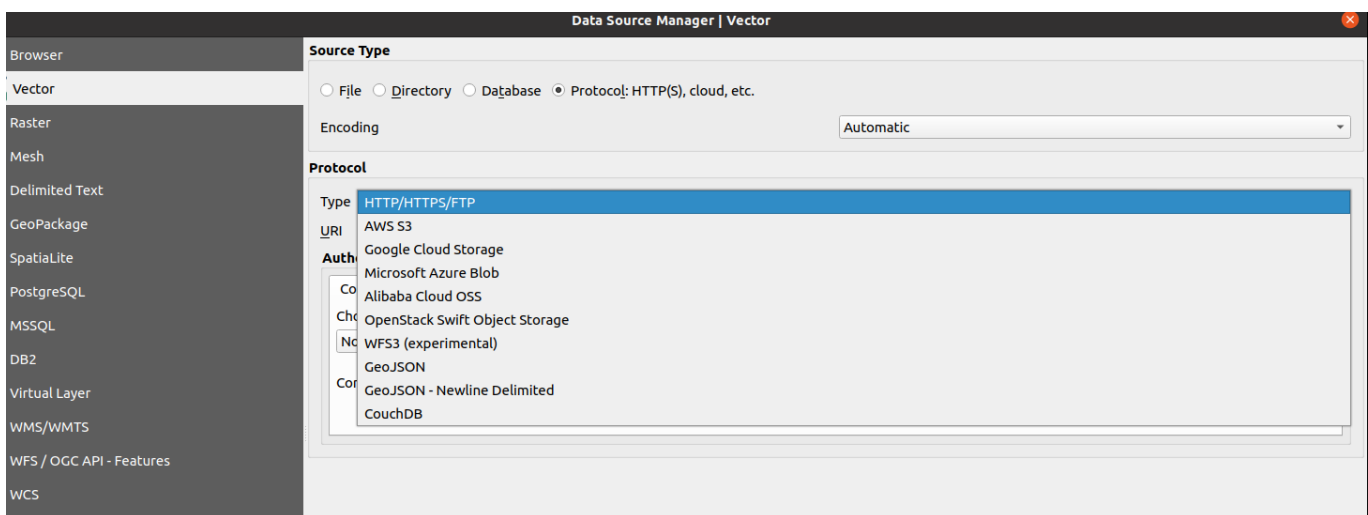 Data Source Manager | Vector
Browser
Vector
Raster
Mesh
Delimited Text
GeoPackage
SpatiaLite
PostgreSQL
MSSQL
DB2
Virtual Layer
WMS/WMTS
WFS / OGC API - Features
WCS
Source Type
File Directory Database Protocol: HTTP(S), cloud, etc.
Encoding Automatic
Protocol
Type HTTP/HTTPS/FTP
AWS S3
URI
Google Cloud Storage
Microsoft Azure Blob
Alibaba Cloud OSS
OpenStack Swift Object Storage
WFS3 (experimental)
GeoJSON
GeoJSON - Newline Delimited
CouchDB